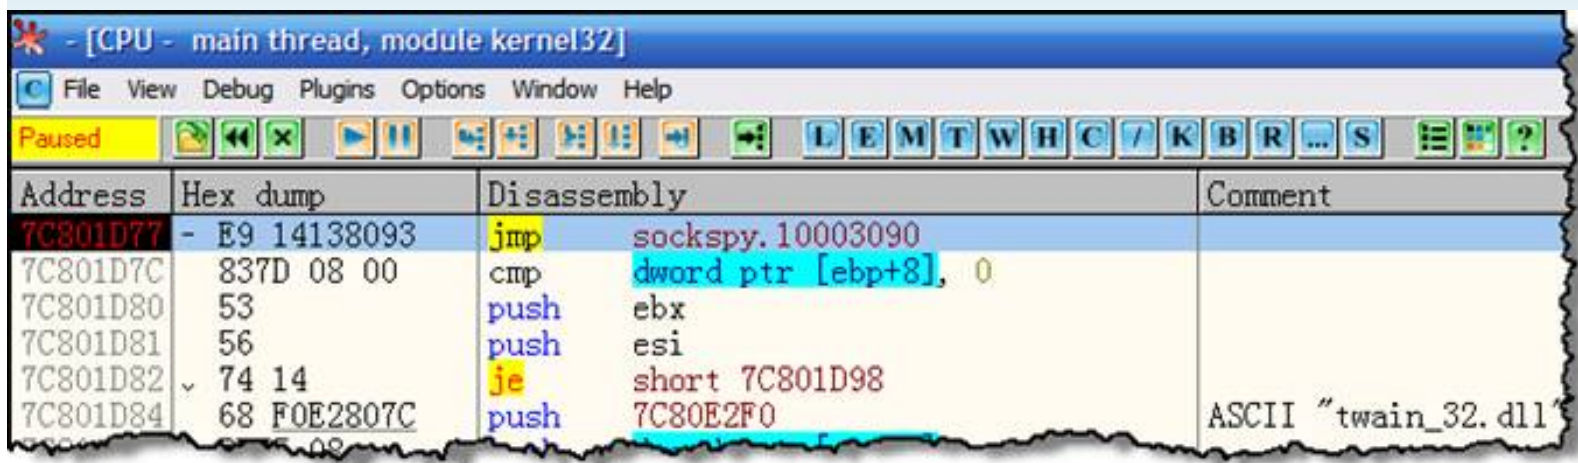 - [CPU - main thread, module kernel32]
C File View Debug Plugins Options Window Help
Paused L E M T W H C / K B R ... S ?
Address Hex dump Disassembly Comment
7C801D77 - E9 14138093 jmp sockspy.10003090
7C801D7C 837D 08 00 cmp dword ptr [ebp+8], 0
7C801D80 53 push ebx
7C801D81 56 push esi
7C801D82 74 14 je short 7C801D98
7C801D84 68 F0E2807C push 7C80E2F0 ASCII "twain_32.dll"